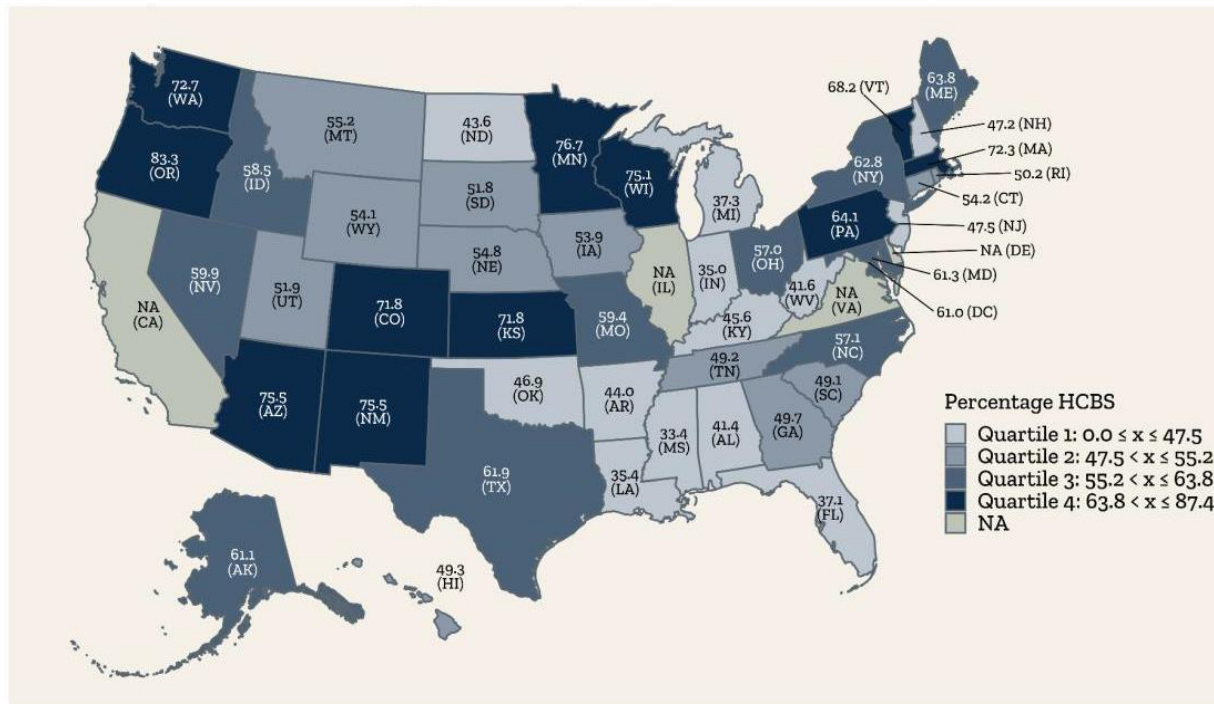 72.7
(WA)
83.3
(OR)
58.5
(ID)
55.2
(MT)
43.6
(ND)
76.7
(MN)
75.1
(WI)
68.2 (VT)
63.8
(ME)
47.2 (NH)
72.3 (MA)
50.2 (RI)
54.2 (CT)
47.5 (NJ)
NA (DE)
61.3 (MD)
61.0 (DC)
62.8
(NY)
64.1
(PA)
37.3
(MI)
51.8
(SD)
54.1
(WY)
54.8
(NE)
53.9
(IA)
NA
(IL)
35.0
(IN)
57.0
(OH)
41.6
(WV)
NA
(VA)
NA
(CA)
59.9
(NV)
51.9
(UT)
71.8
(CO)
71.8
(KS)
59.4
(MO)
45.6
(KY)
57.1
(NC)
49.2
(TN)
49.1
(SC)
75.5
(AZ)
75.5
(NM)
46.9
(OK)
44.0
(AR)
33.4
(MS)
41.4
(AL)
49.7
(GA)
61.9
(TX)
35.4
(LA)
37.1
(FL)
61.1
(AK)
49.3
(HI)
Percentage HCBS
Quartile 1: 0.0 ≤ x ≤ 47.5
Quartile 2: 47.5 < x ≤ 55.2
Quartile 3: 55.2 < x ≤ 63.8
Quartile 4: 63.8 < x ≤ 87.4
NA